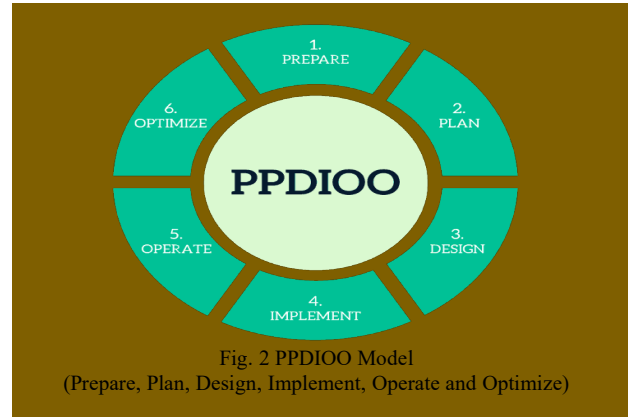 1.
PREPARE
2.
PLAN
3.
DESIGN
4.
IMPLEMENT
5.
OPERATE
6.
OPTIMIZE
PPDIOO
Fig. 2 PPDIOO Model
(Prepare, Plan, Design, Implement, Operate and Optimize)